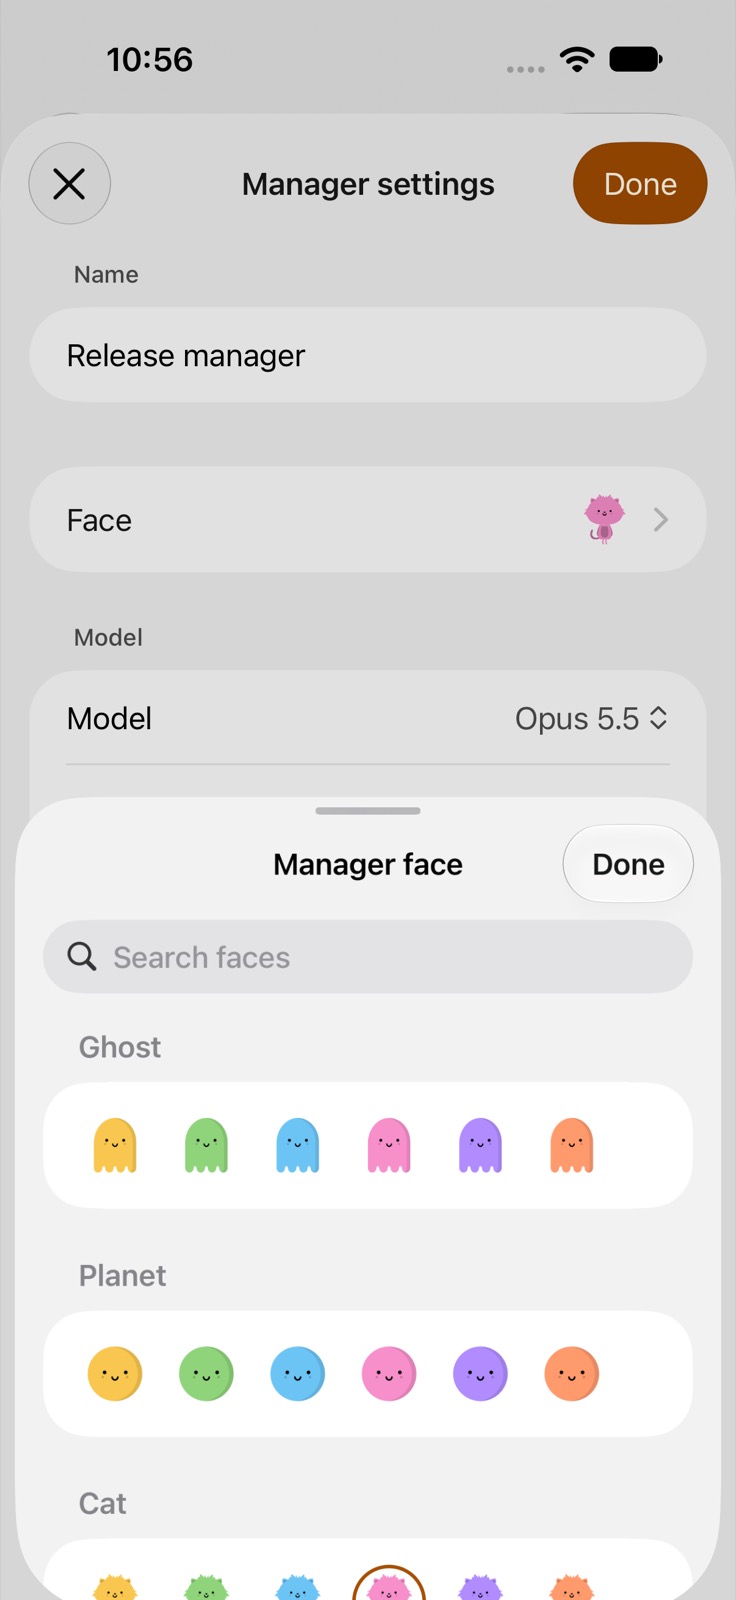 10:56
Manager settings
Done
Name
Release manager
Face
Model
Model
Opus 5.5
Manager face
Done
Search faces
Ghost
Planet
Cat